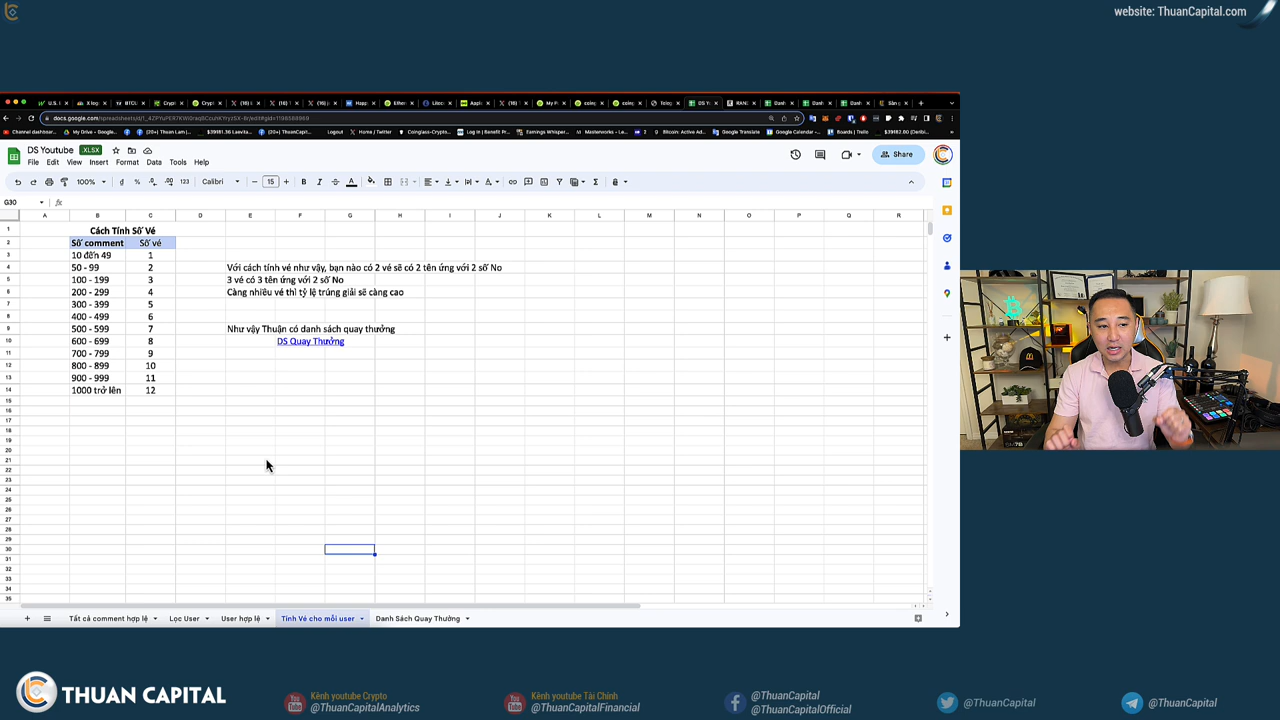 website: ThuanCapital.com
docs.google.com
DS Youtube .XLSX
File Edit View Insert Format Data Tools Help
Share
100% Calibri 15
G30 fx
A B C D E F G H I J K L M N O P Q R
Cách Tính Số Vé
Số comment Số vé
10 đến 49 1
50 - 99 2 Với cách tính vé như vậy, bạn nào có 2 vé sẽ có 2 tên ứng với 2 số No
100 - 199 3 3 vé có 3 tên ứng với 2 số No
200 - 299 4 Càng nhiều vé thì tỷ lệ trúng giải sẽ càng cao
300 - 399 5
400 - 499 6
500 - 599 7 Như vậy Thuận có danh sách quay thưởng
600 - 699 8 DS Quay Thưởng
700 - 799 9
800 - 899 10
900 - 999 11
1000 trở lên 12
Tất cả comment hợp lệ Lọc User User hợp lệ Tính Vé cho mỗi user Danh Sách Quay Thưởng
THUAN CAPITAL
Kênh youtube Crypto
@ThuanCapitalAnalytics
Kênh youtube Tài Chính
@ThuanCapitalFinancial
@ThuanCapital
@ThuanCapitalOfficial
@ThuanCapital
@ThuanCapital